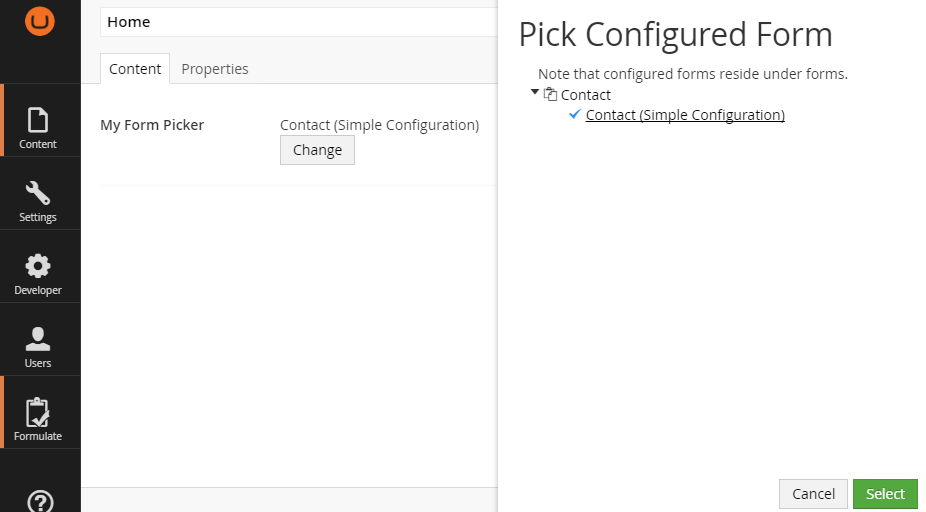 Home
Content
Properties
My Form Picker
Contact (Simple Configuration)
Change
Content
Settings
Developer
Users
Formulate
Pick Configured Form
Note that configured forms reside under forms.
Contact
Contact (Simple Configuration)
Cancel
Select